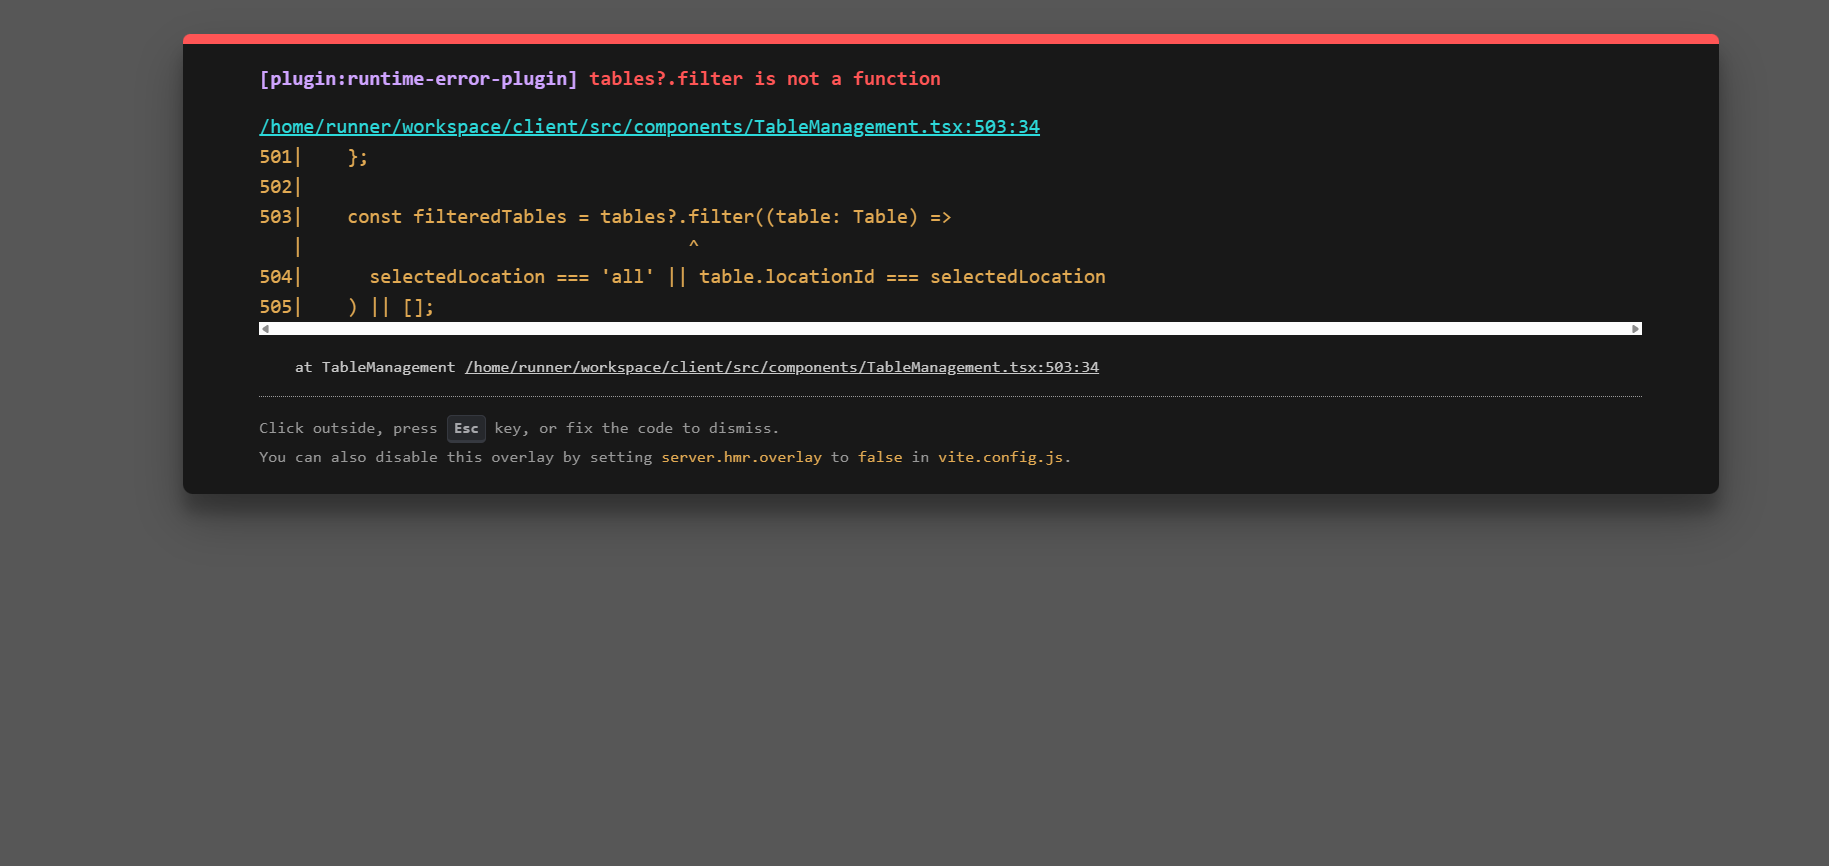 [plugin:runtime-error-plugin] tables?.filter is not a function
/home/runner/workspace/client/src/components/TableManagement.tsx:503:34
501|    };
502|
503|    const filteredTables = tables?.filter((table: Table) =>
   |                                   ^
504|      selectedLocation === 'all' || table.locationId === selectedLocation
505|    ) || [];
at TableManagement /home/runner/workspace/client/src/components/TableManagement.tsx:503:34
Click outside, press Esc key, or fix the code to dismiss.
You can also disable this overlay by setting server.hmr.overlay to false in vite.config.js.